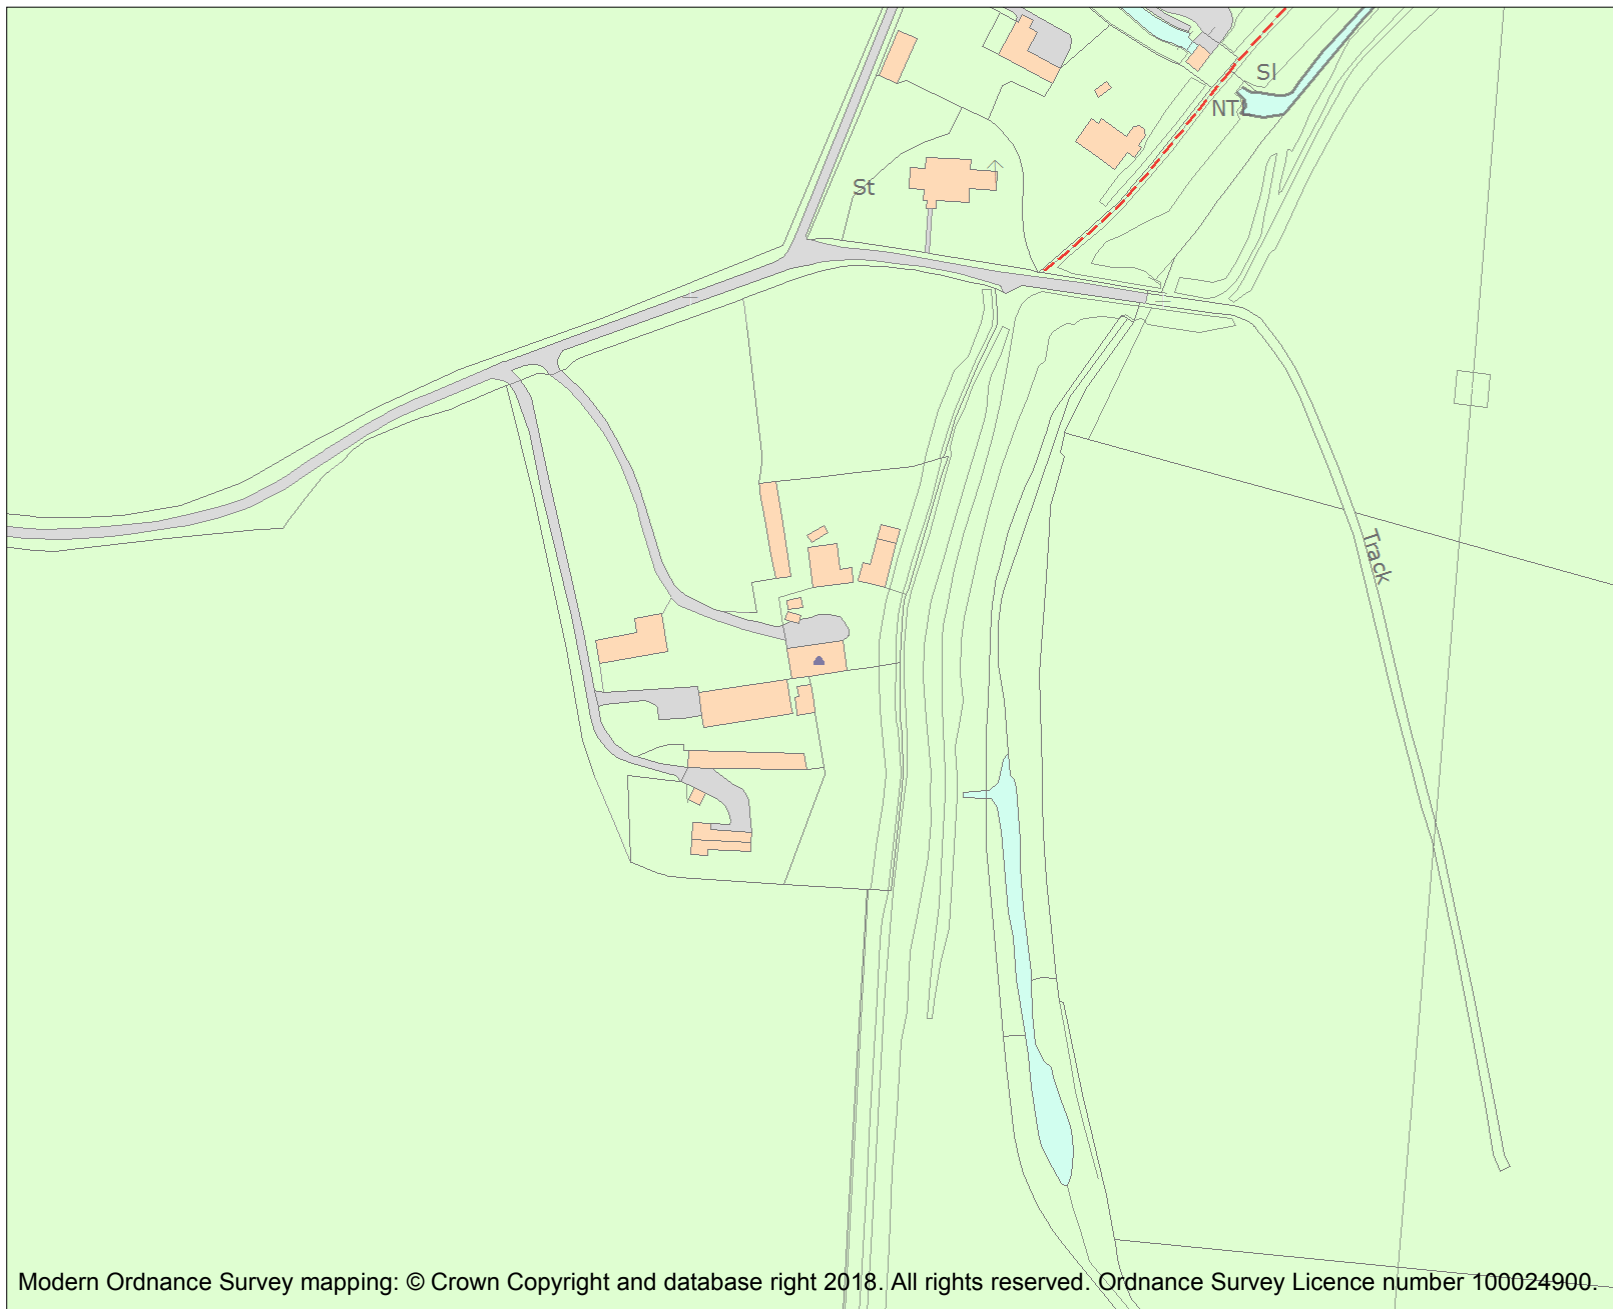 Sl
NT
St
Track
Modern Ordnance Survey mapping: © Crown Copyright and database right 2018. All rights reserved. Ordnance Survey Licence number 100024900.